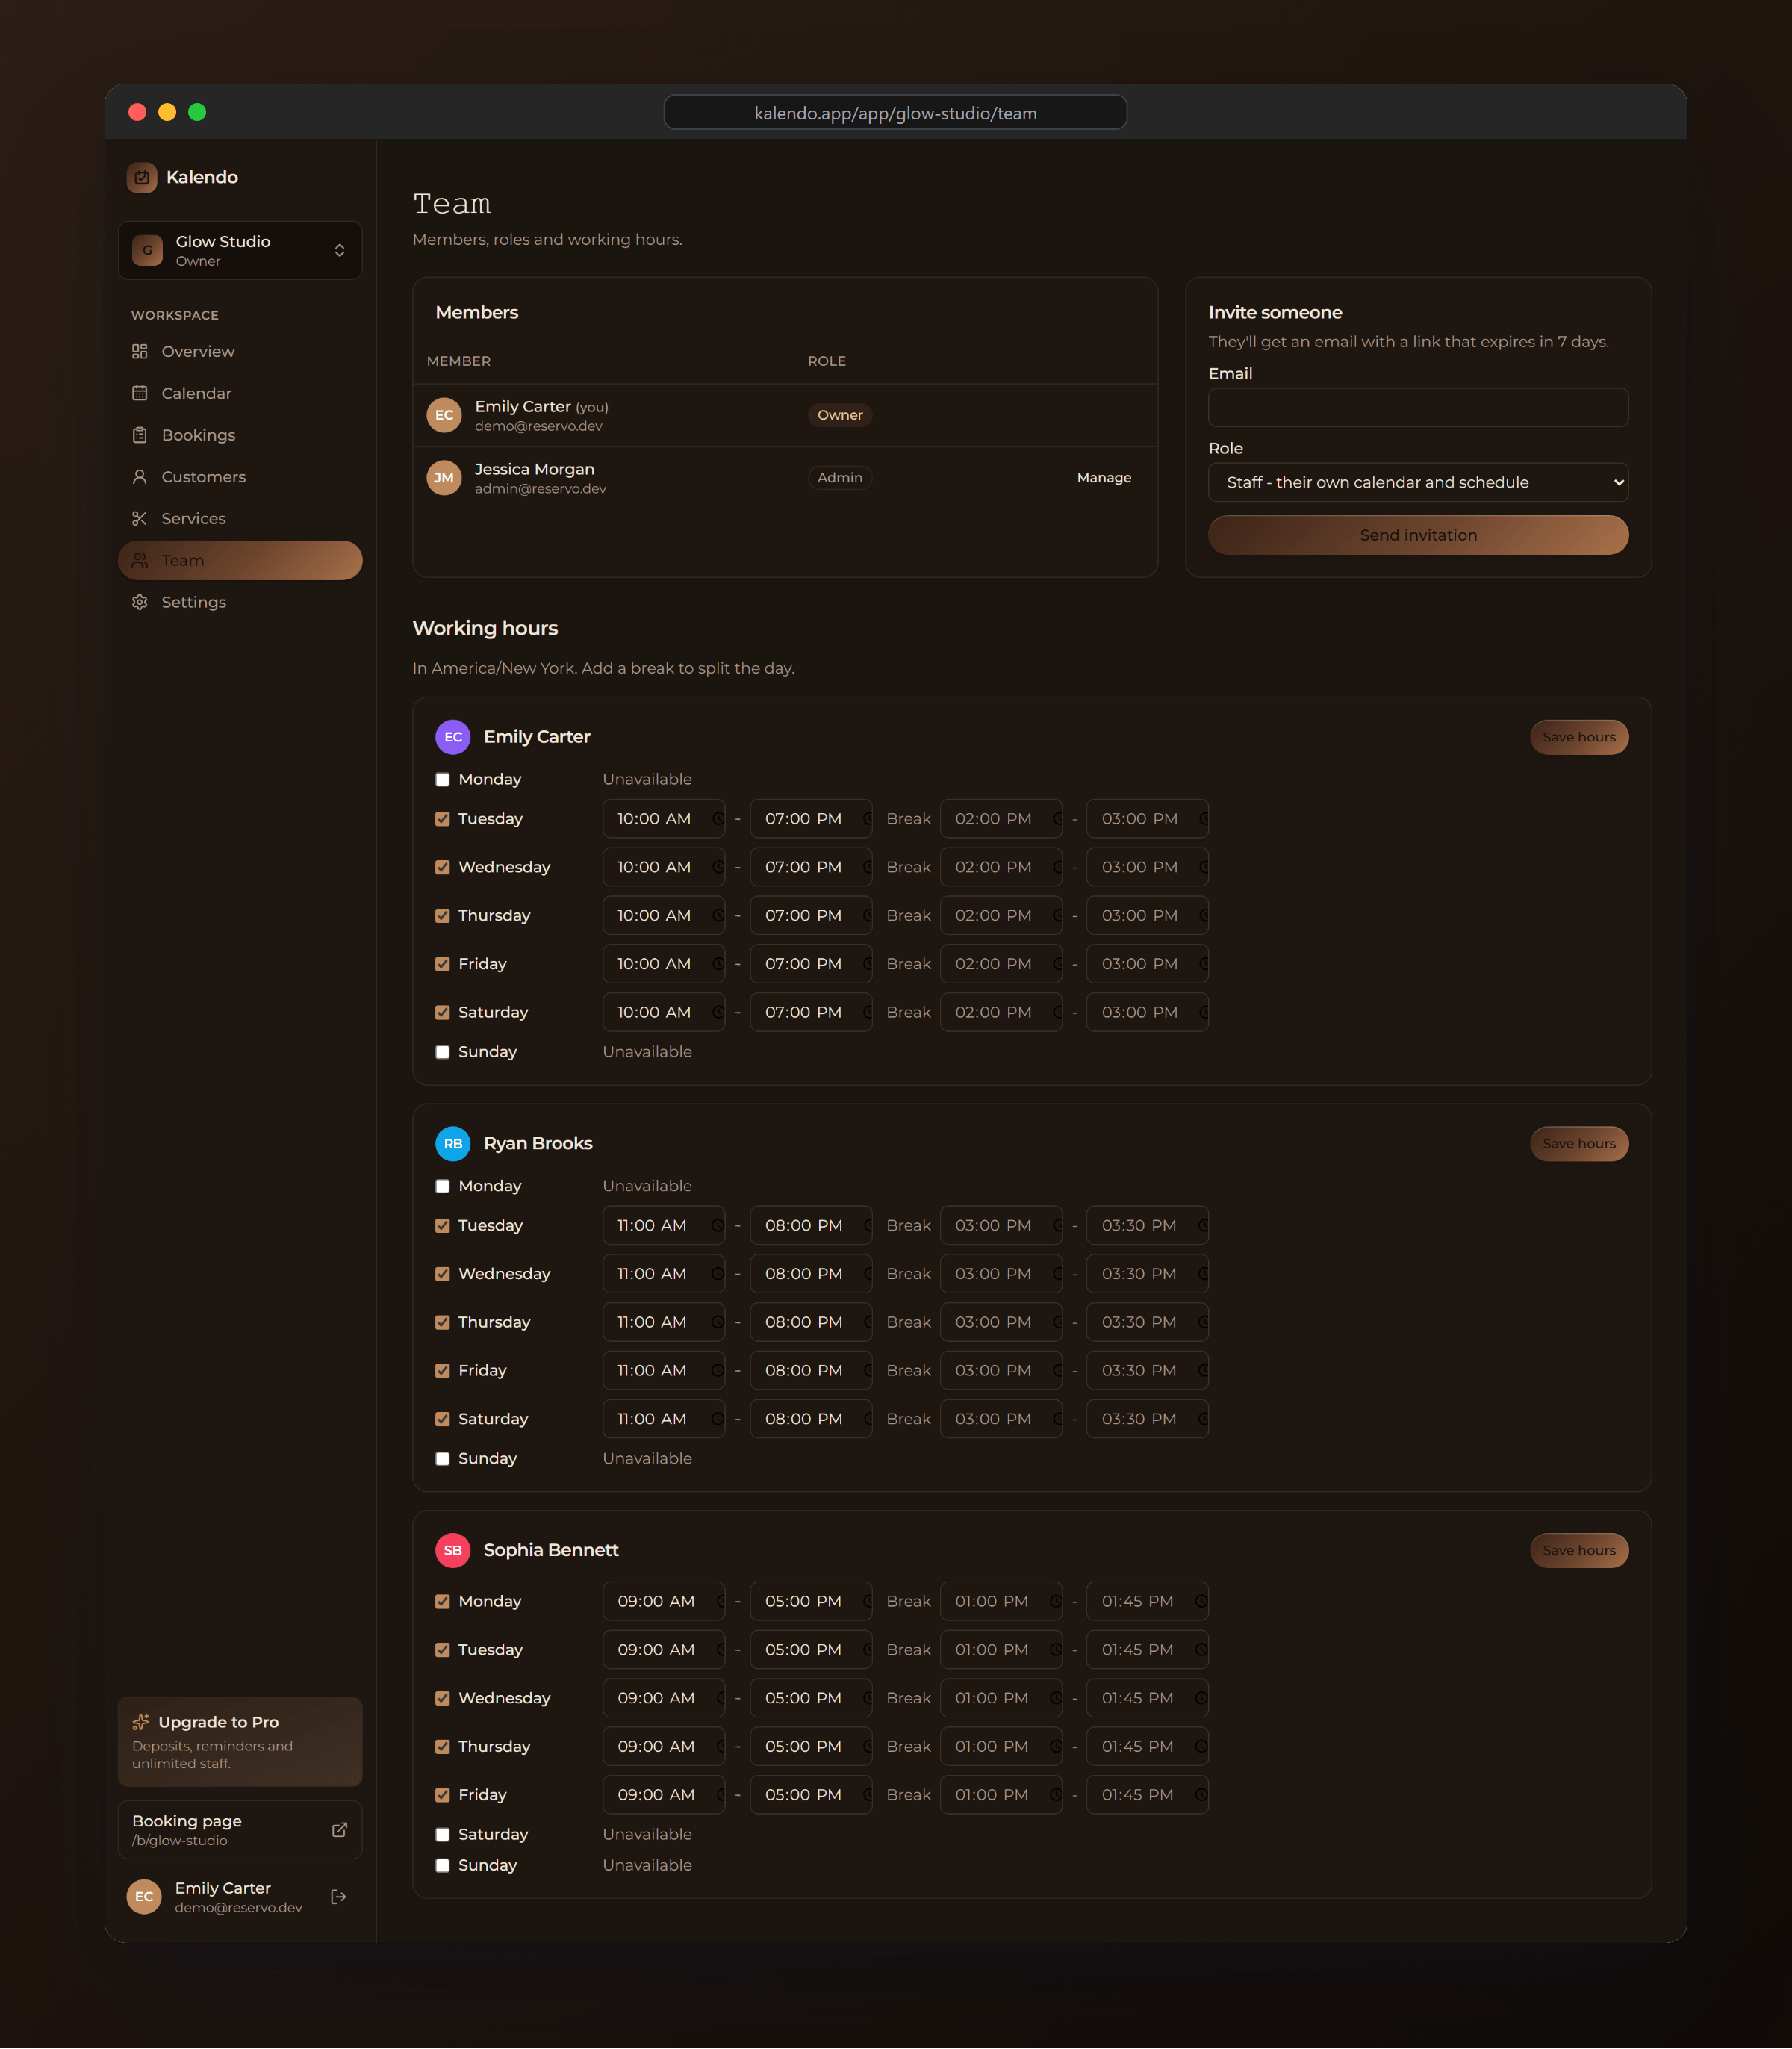 kalendo.app/app/glow-studio/team
Kalendo
G
Glow Studio
Owner
WORKSPACE
Overview
Calendar
Bookings
Customers
Services
Team
Settings
Upgrade to Pro
Deposits, reminders and
unlimited staff.
Booking page
/b/glow-studio
EC
Emily Carter
demo@reservo.dev
Team
Members, roles and working hours.
Members
MEMBER ROLE
EC Emily Carter (you) Owner
demo@reservo.dev
JM Jessica Morgan Admin Manage
admin@reservo.dev
Invite someone
They'll get an email with a link that expires in 7 days.
Email
Role
Staff - their own calendar and schedule
Send invitation
Working hours
In America/New York. Add a break to split the day.
EC Emily Carter Save hours
Monday Unavailable
Tuesday 10:00 AM - 07:00 PM Break 02:00 PM - 03:00 PM
Wednesday 10:00 AM - 07:00 PM Break 02:00 PM - 03:00 PM
Thursday 10:00 AM - 07:00 PM Break 02:00 PM - 03:00 PM
Friday 10:00 AM - 07:00 PM Break 02:00 PM - 03:00 PM
Saturday 10:00 AM - 07:00 PM Break 02:00 PM - 03:00 PM
Sunday Unavailable
RB Ryan Brooks Save hours
Monday Unavailable
Tuesday 11:00 AM - 08:00 PM Break 03:00 PM - 03:30 PM
Wednesday 11:00 AM - 08:00 PM Break 03:00 PM - 03:30 PM
Thursday 11:00 AM - 08:00 PM Break 03:00 PM - 03:30 PM
Friday 11:00 AM - 08:00 PM Break 03:00 PM - 03:30 PM
Saturday 11:00 AM - 08:00 PM Break 03:00 PM - 03:30 PM
Sunday Unavailable
SB Sophia Bennett Save hours
Monday 09:00 AM - 05:00 PM Break 01:00 PM - 01:45 PM
Tuesday 09:00 AM - 05:00 PM Break 01:00 PM - 01:45 PM
Wednesday 09:00 AM - 05:00 PM Break 01:00 PM - 01:45 PM
Thursday 09:00 AM - 05:00 PM Break 01:00 PM - 01:45 PM
Friday 09:00 AM - 05:00 PM Break 01:00 PM - 01:45 PM
Saturday Unavailable
Sunday Unavailable